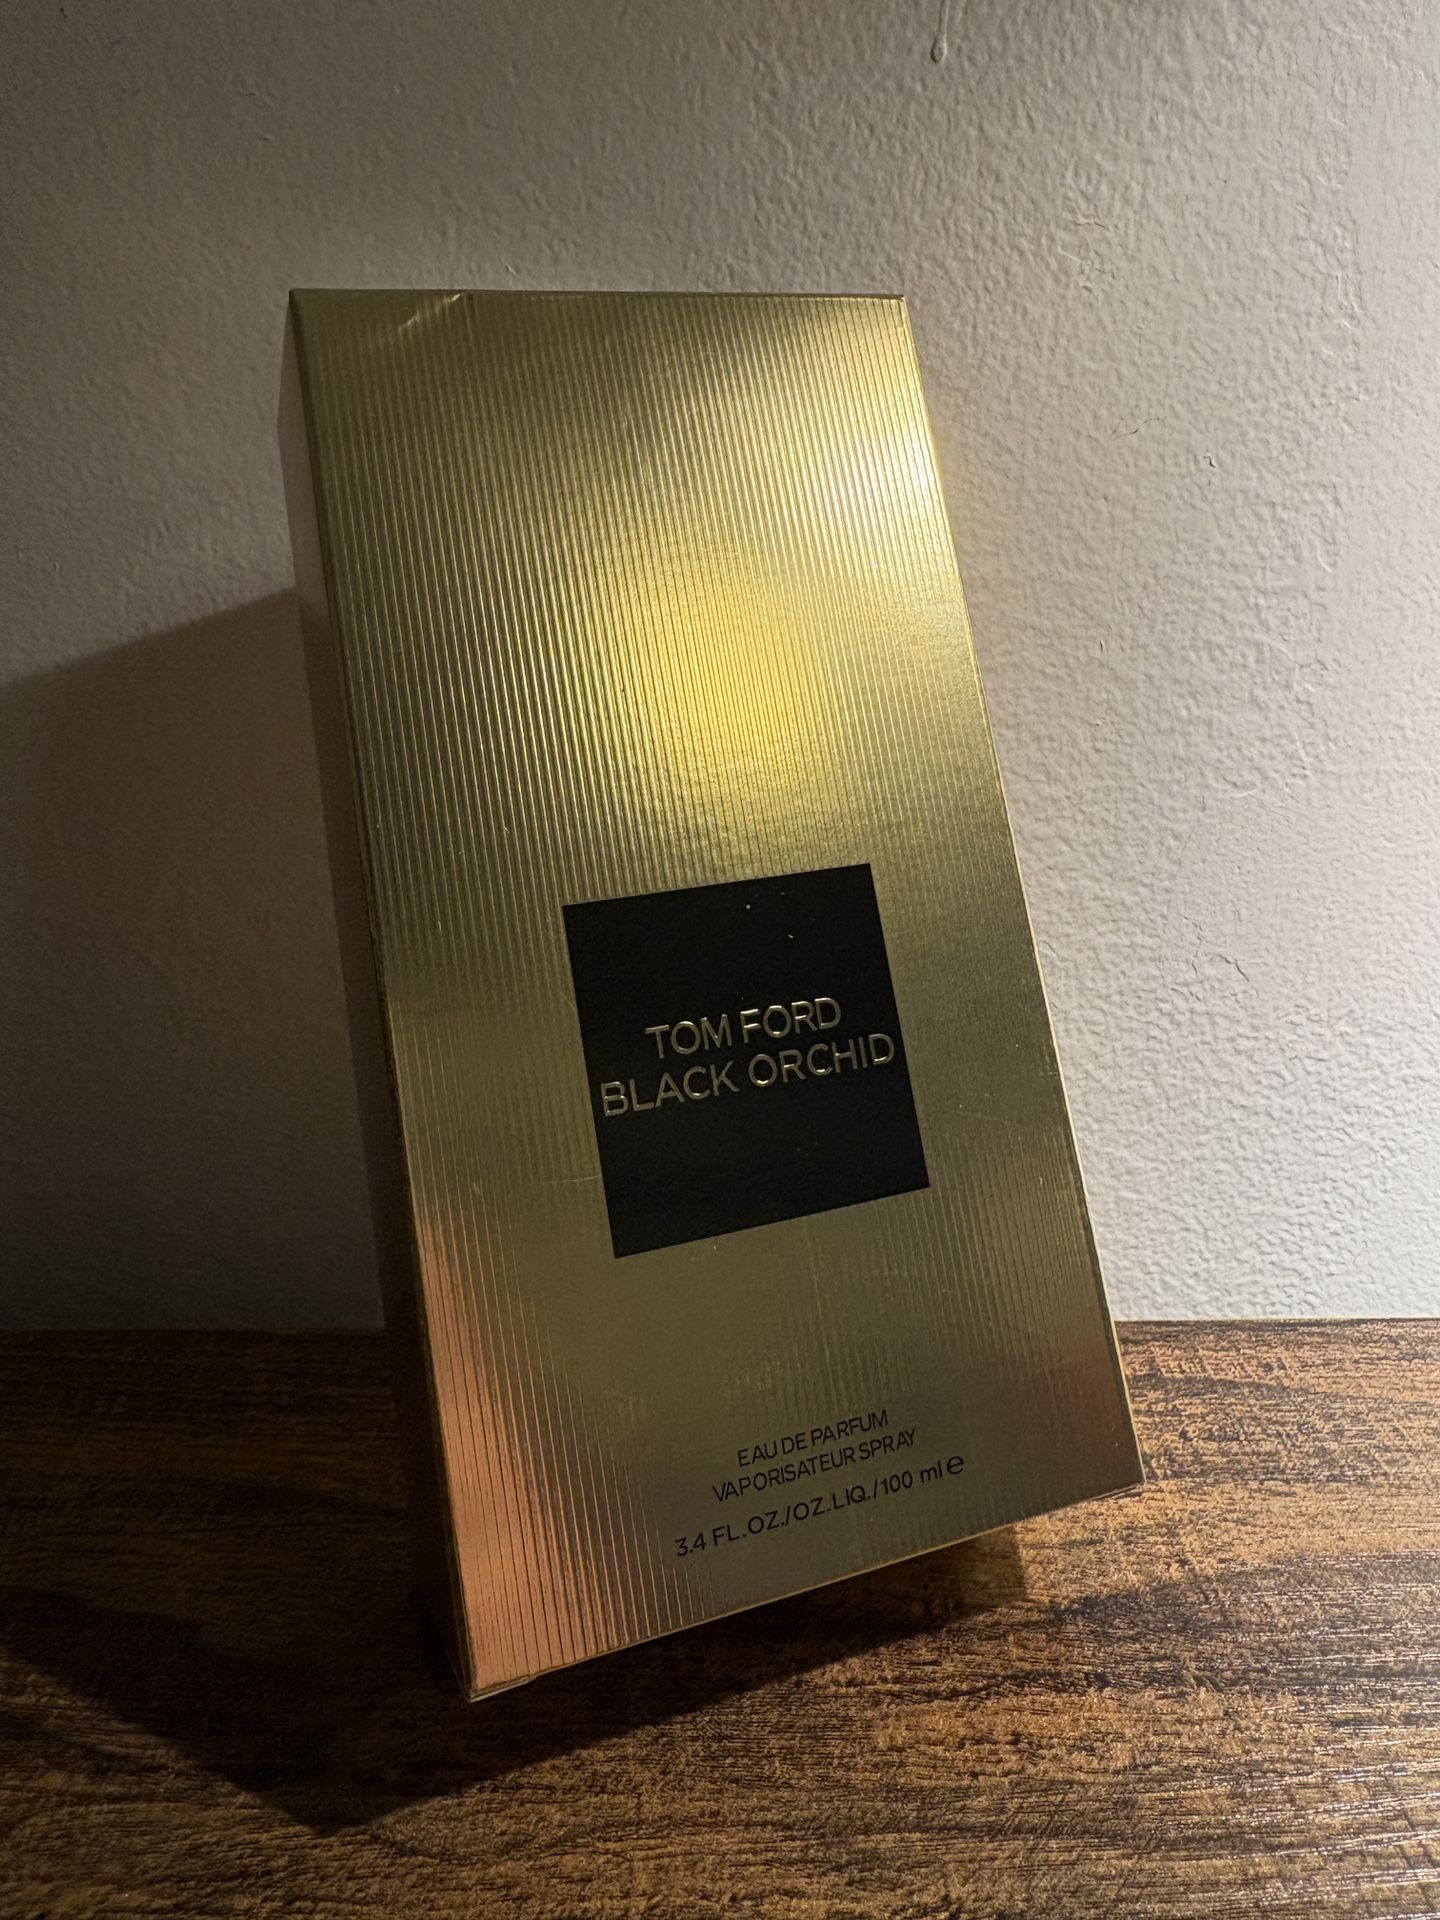 TOM FORD
BLACK ORCHID
EAU DE PARFUM
VAPORISATEUR SPRAY
3.4 FL.OZ./OZ.LIQ./100 ml e